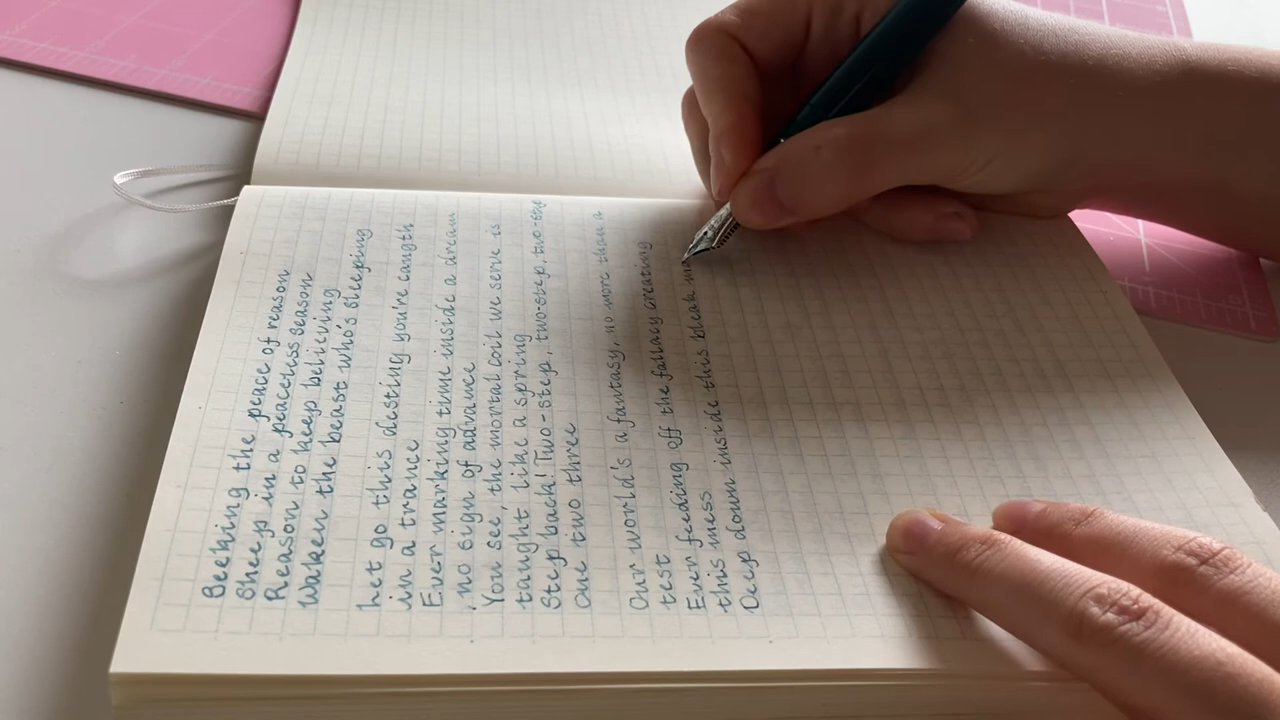 Seeking the peace of reason
Sheep in a peaceless season
Reason to keep believing
Waken the beast who's sleeping
Let go this destiny you're caught
in a trance
Ever marking time inside a dream
no sign of advance
You see, the mortal coil we serve is
taught, like a spring
Step back! Two-step, two-step, two-step
One two three
Our world's a fantasy, no more than a
test
Ever feeding off the fallacy creating
this mess
Deep down inside this bleak